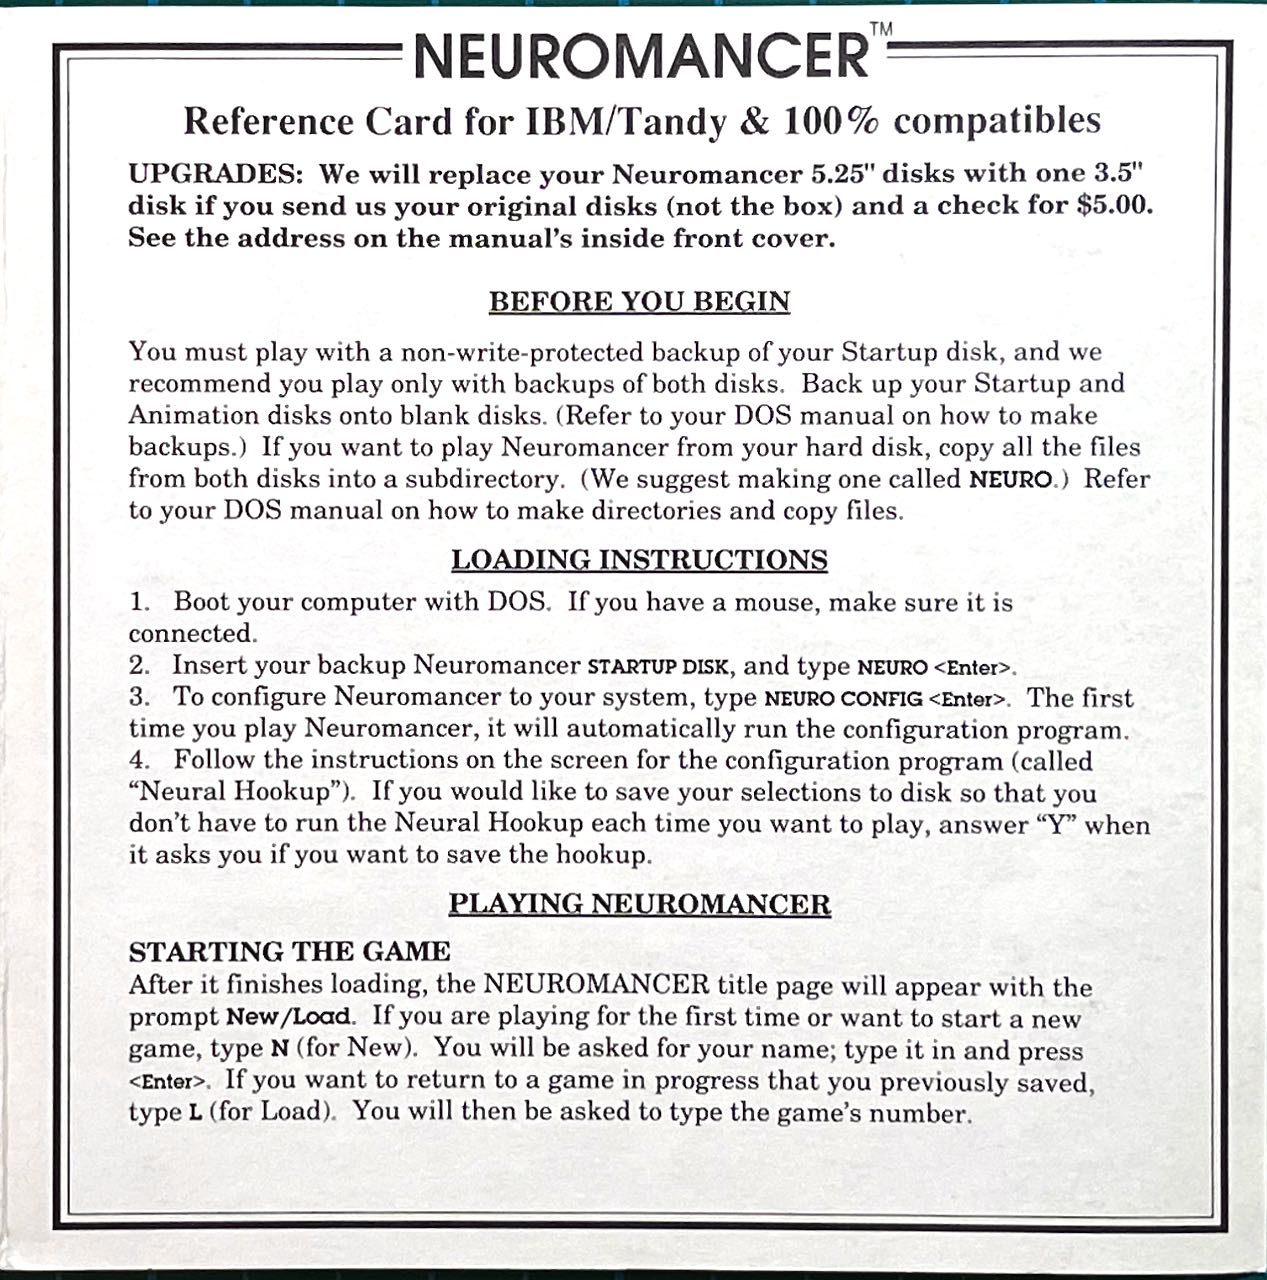 NEUROMANCER™
Reference Card for IBM/Tandy & 100% compatibles
UPGRADES: We will replace your Neuromancer 5.25" disks with one 3.5"
disk if you send us your original disks (not the box) and a check for $5.00.
See the address on the manual's inside front cover.
BEFORE YOU BEGIN
You must play with a non-write-protected backup of your Startup disk, and we
recommend you play only with backups of both disks. Back up your Startup and
Animation disks onto blank disks. (Refer to your DOS manual on how to make
backups.) If you want to play Neuromancer from your hard disk, copy all the files
from both disks into a subdirectory. (We suggest making one called NEURO.) Refer
to your DOS manual on how to make directories and copy files.
LOADING INSTRUCTIONS
1. Boot your computer with DOS. If you have a mouse, make sure it is
connected.
2. Insert your backup Neuromancer STARTUP DISK, and type NEURO <Enter>.
3. To configure Neuromancer to your system, type NEURO CONFIG <Enter>. The first
time you play Neuromancer, it will automatically run the configuration program.
4. Follow the instructions on the screen for the configuration program (called
“Neural Hookup”). If you would like to save your selections to disk so that you
don't have to run the Neural Hookup each time you want to play, answer “Y” when
it asks you if you want to save the hookup.
PLAYING NEUROMANCER
STARTING THE GAME
After it finishes loading, the NEUROMANCER title page will appear with the
prompt New/Load. If you are playing for the first time or want to start a new
game, type N (for New). You will be asked for your name; type it in and press
<Enter>. If you want to return to a game in progress that you previously saved,
type L (for Load). You will then be asked to type the game's number.